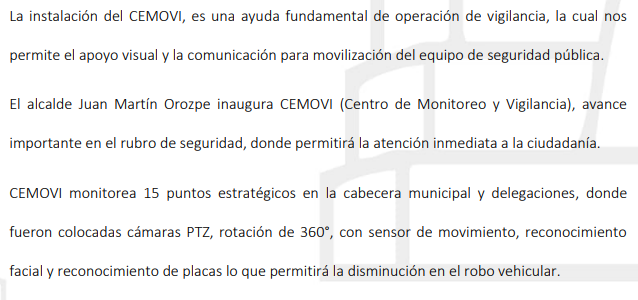 La instalación del CEMOVI, es una ayuda fundamental de operación de vigilancia, la cual nos
permite el apoyo visual y la comunicación para movilización del equipo de seguridad pública.
El alcalde Juan Martín Orozpe inaugura CEMOVI (Centro de Monitoreo y Vigilancia), avance
importante en el rubro de seguridad, donde permitirá la atención inmediata a la ciudadanía.
CEMOVI monitorea 15 puntos estratégicos en la cabecera municipal y delegaciones, donde
fueron colocadas cámaras PTZ, rotación de 360°, con sensor de movimiento, reconocimiento
facial y reconocimiento de placas lo que permitirá la disminución en el robo vehicular.